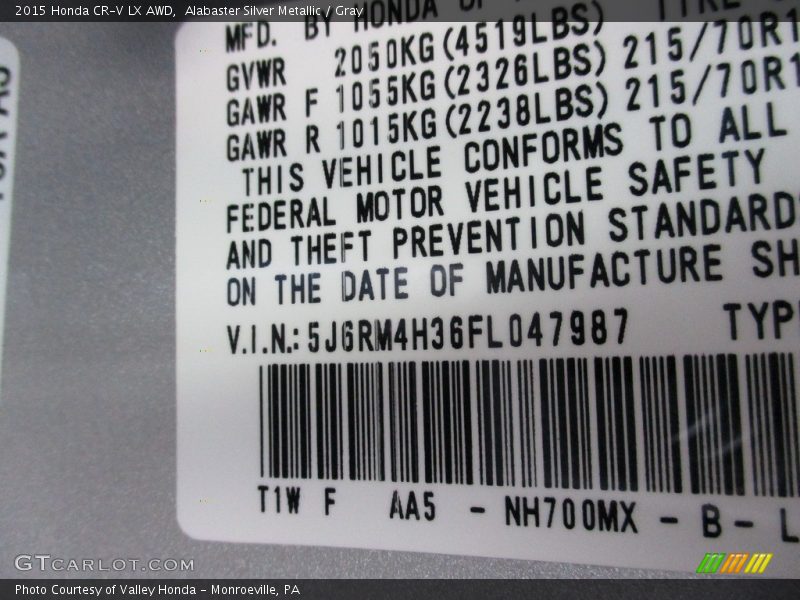 2015 Honda CR-V LX AWD, Alabaster Silver Metallic / Gray
MFD. BY HONDA OF
GVWR 2050KG(4519LBS)
GAWR F 1055KG(2326LBS) 215/70R1
GAWR R 1015KG(2238LBS) 215/70R1
THIS VEHICLE CONFORMS TO ALL
FEDERAL MOTOR VEHICLE SAFETY
AND THEFT PREVENTION STANDARD
ON THE DATE OF MANUFACTURE SH
V.I.N.: 5J6RM4H36FL047987 TYP
T1W F AA5 - NH700MX - B - L
GTCARLOT.COM
Photo Courtesy of Valley Honda - Monroeville, PA